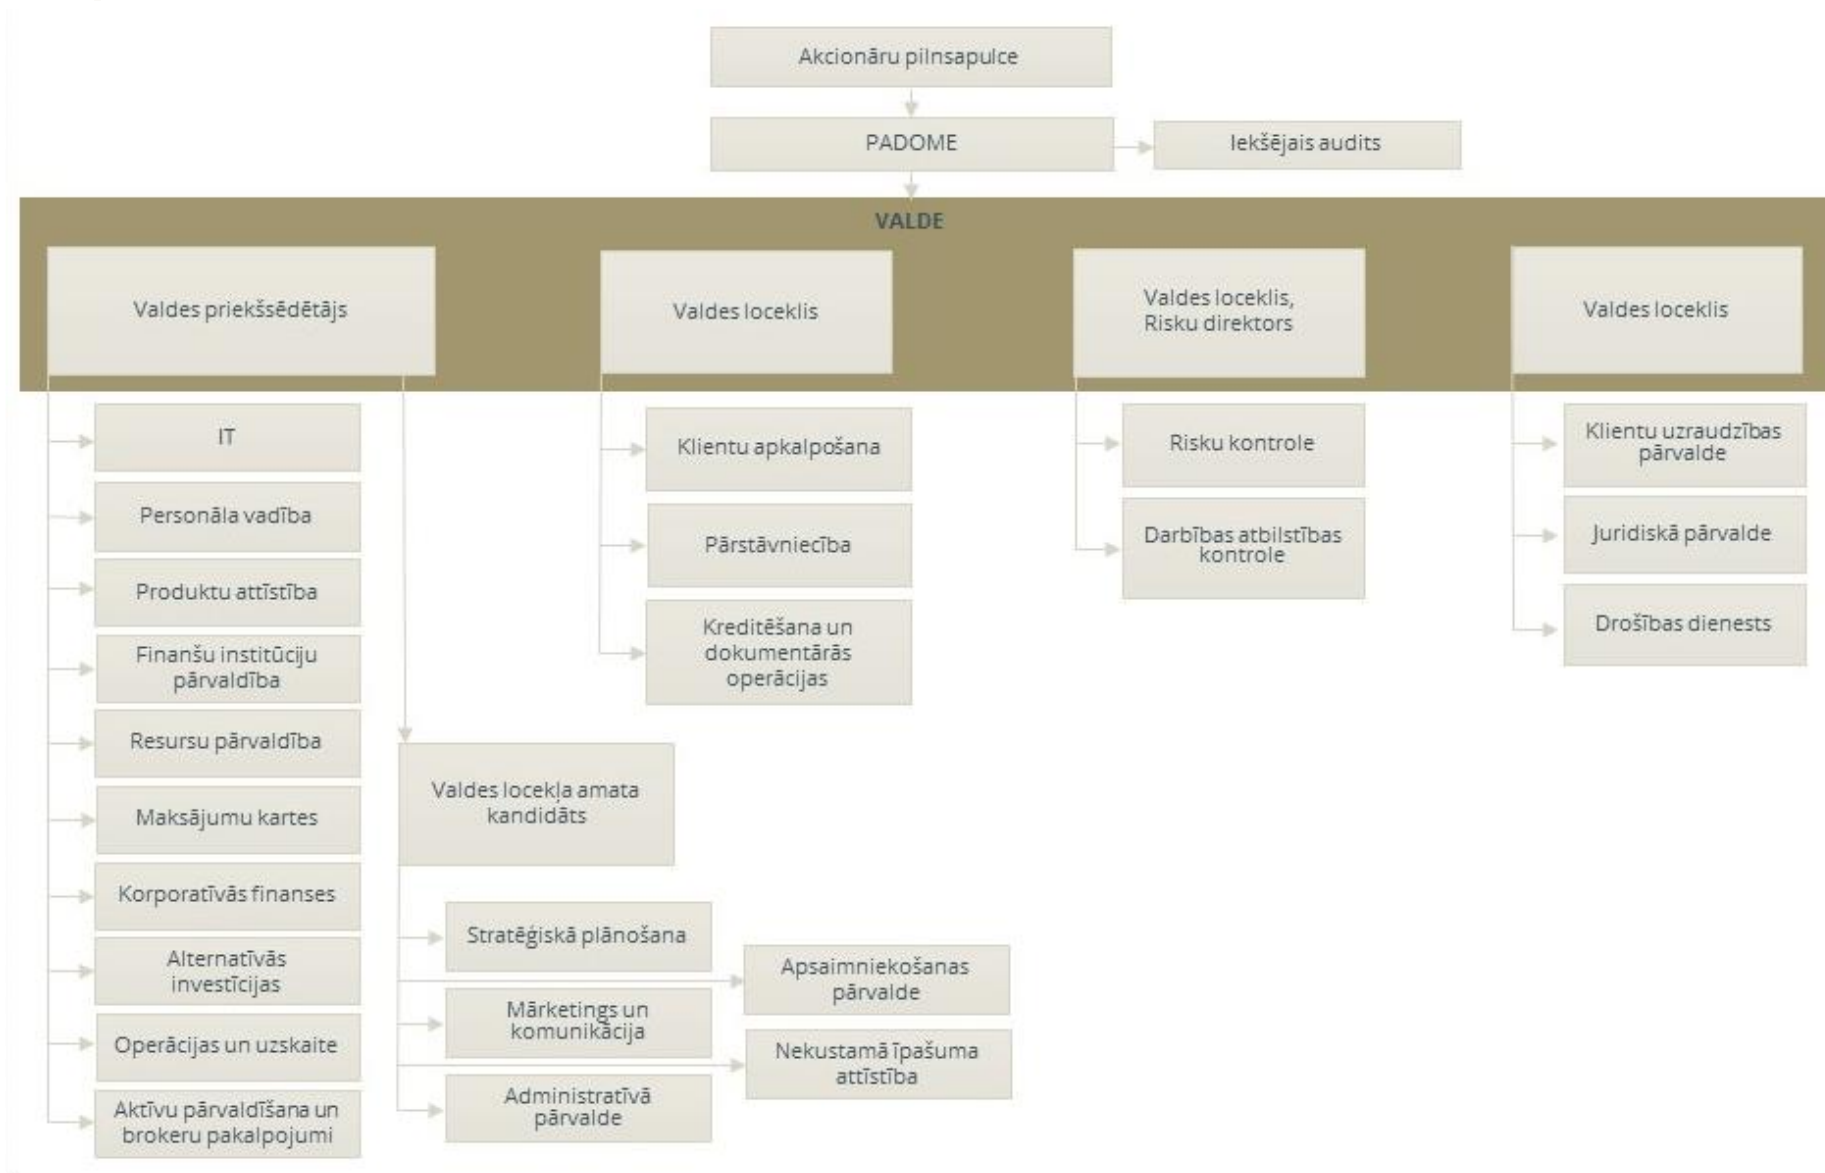 Akcionāru pilnsapulce
PADOME
Iekšējais audits
VALDE
Valdes priekšsēdētājs
Valdes loceklis
Valdes loceklis,
Risku direktors
Valdes loceklis
IT
Personāla vadība
Produktu attīstība
Finanšu institūciju
pārvaldība
Resursu pārvaldība
Maksājumu kartes
Korporatīvās finanses
Alternatīvās
investīcijas
Operācijas un uzskaite
Aktīvu pārvaldīšana un
brokeru pakalpojumi
Valdes locekļa amata
kandidāts
Stratēģiskā plānošana
Apsaimniekošanas
pārvalde
Mārketings un
komunikācija
Nekustamā īpašuma
attīstība
Administratīvā
pārvalde
Klientu apkalpošana
Pārstāvniecība
Kreditēšana un
dokumentārās
operācijas
Risku kontrole
Darbības atbilstības
kontrole
Klientu uzraudzības
pārvalde
Juridiskā pārvalde
Drošības dienests